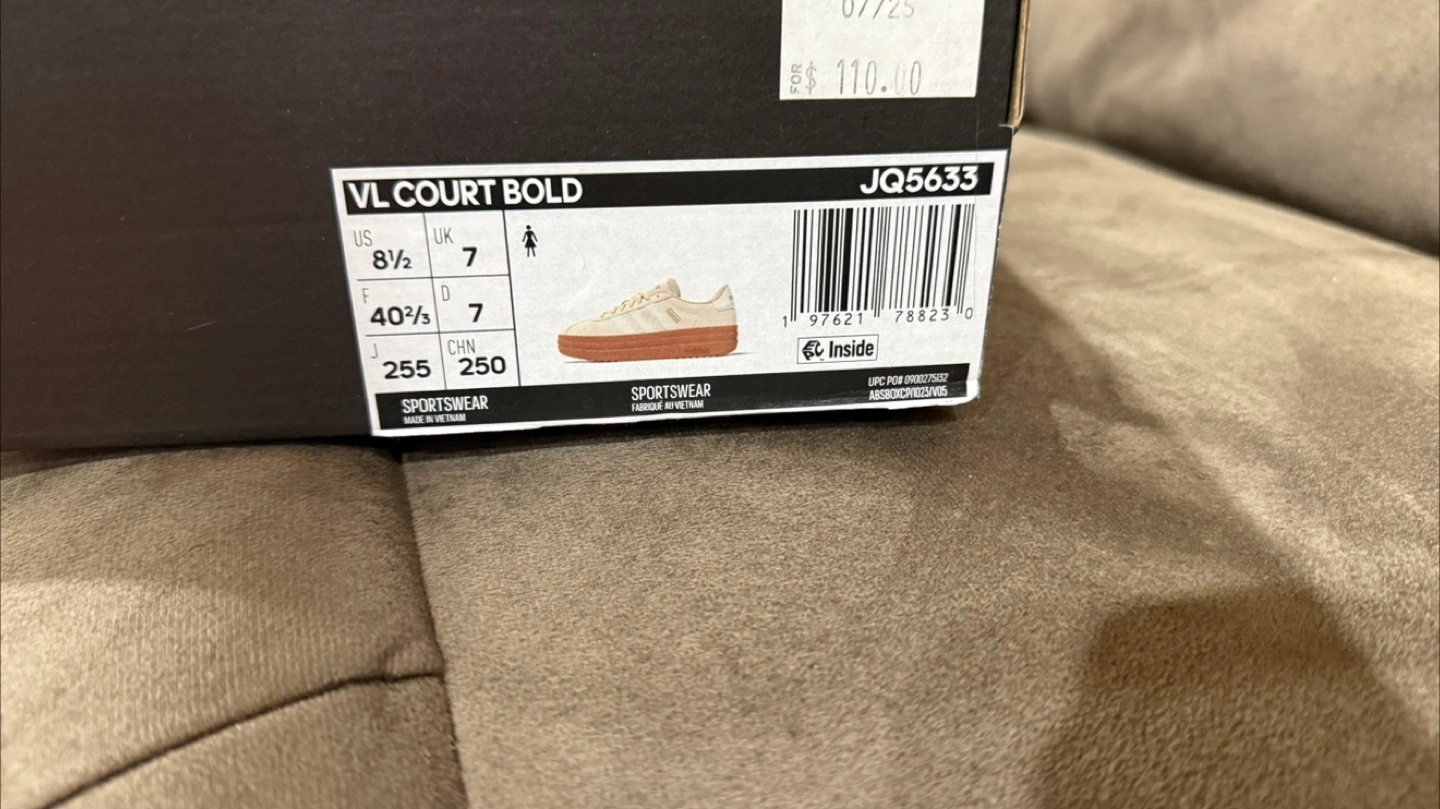 07/25
FOR $ 110.00
VL COURT BOLD JQ5633
US 8½ UK 7
F 40⅔ D 7
J 255 CHN 250
1 97621 78823 0
Inside
SPORTSWEAR
MADE IN VIETNAM
SPORTSWEAR
FABRIQUÉ AU VIETNAM
UPC PO# 0900275132
ABSBOXCP/1023/V05